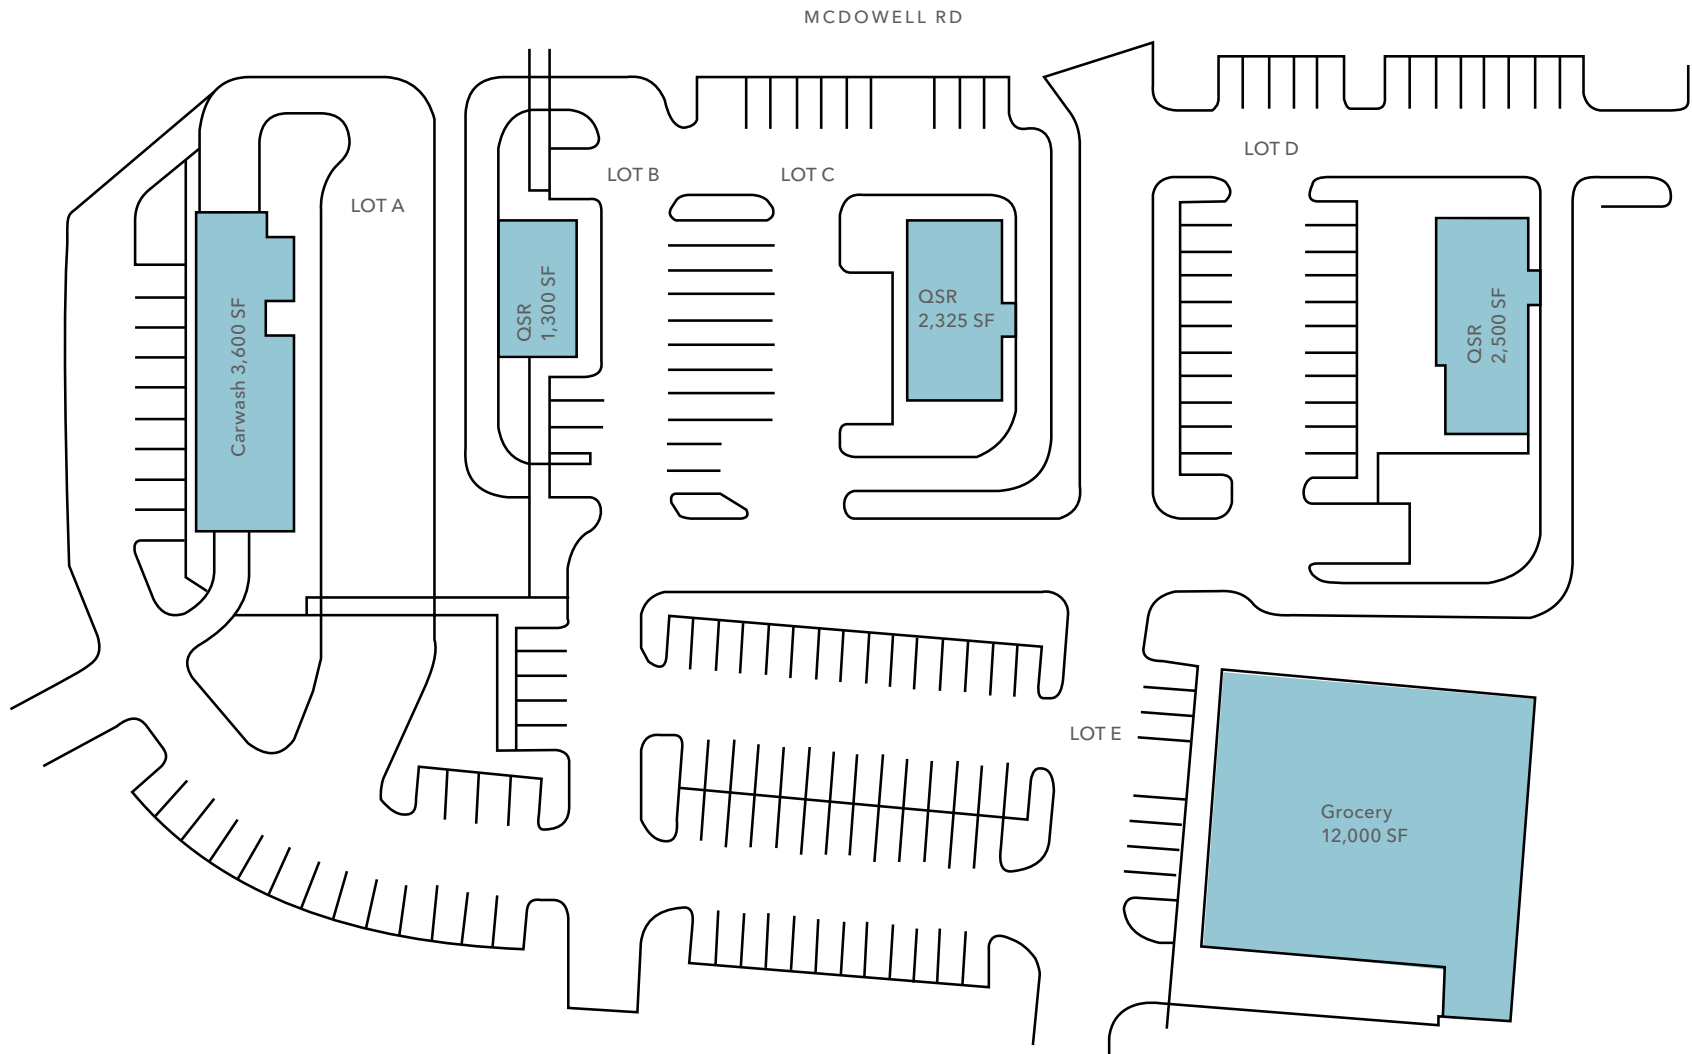 MCDOWELL RD
LOT A
LOT B
LOT C
LOT D
Carwash 3,600 SF
QSR
1,300 SF
QSR
2,325 SF
QSR
2,500 SF
LOT E
Grocery
12,000 SF